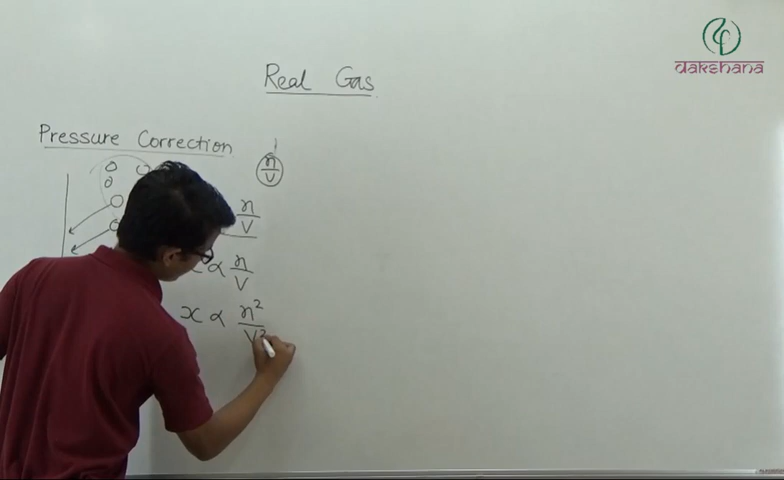 dakshana
Real Gas
Pressure Correction
n/V
n/V
∝ n/V
x ∝ n²/V²